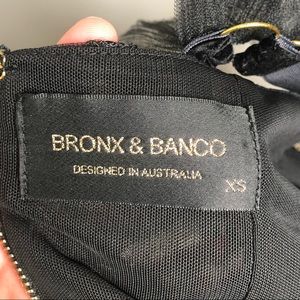 BRONX & BANCO
DESIGNED IN AUSTRALIA
XS